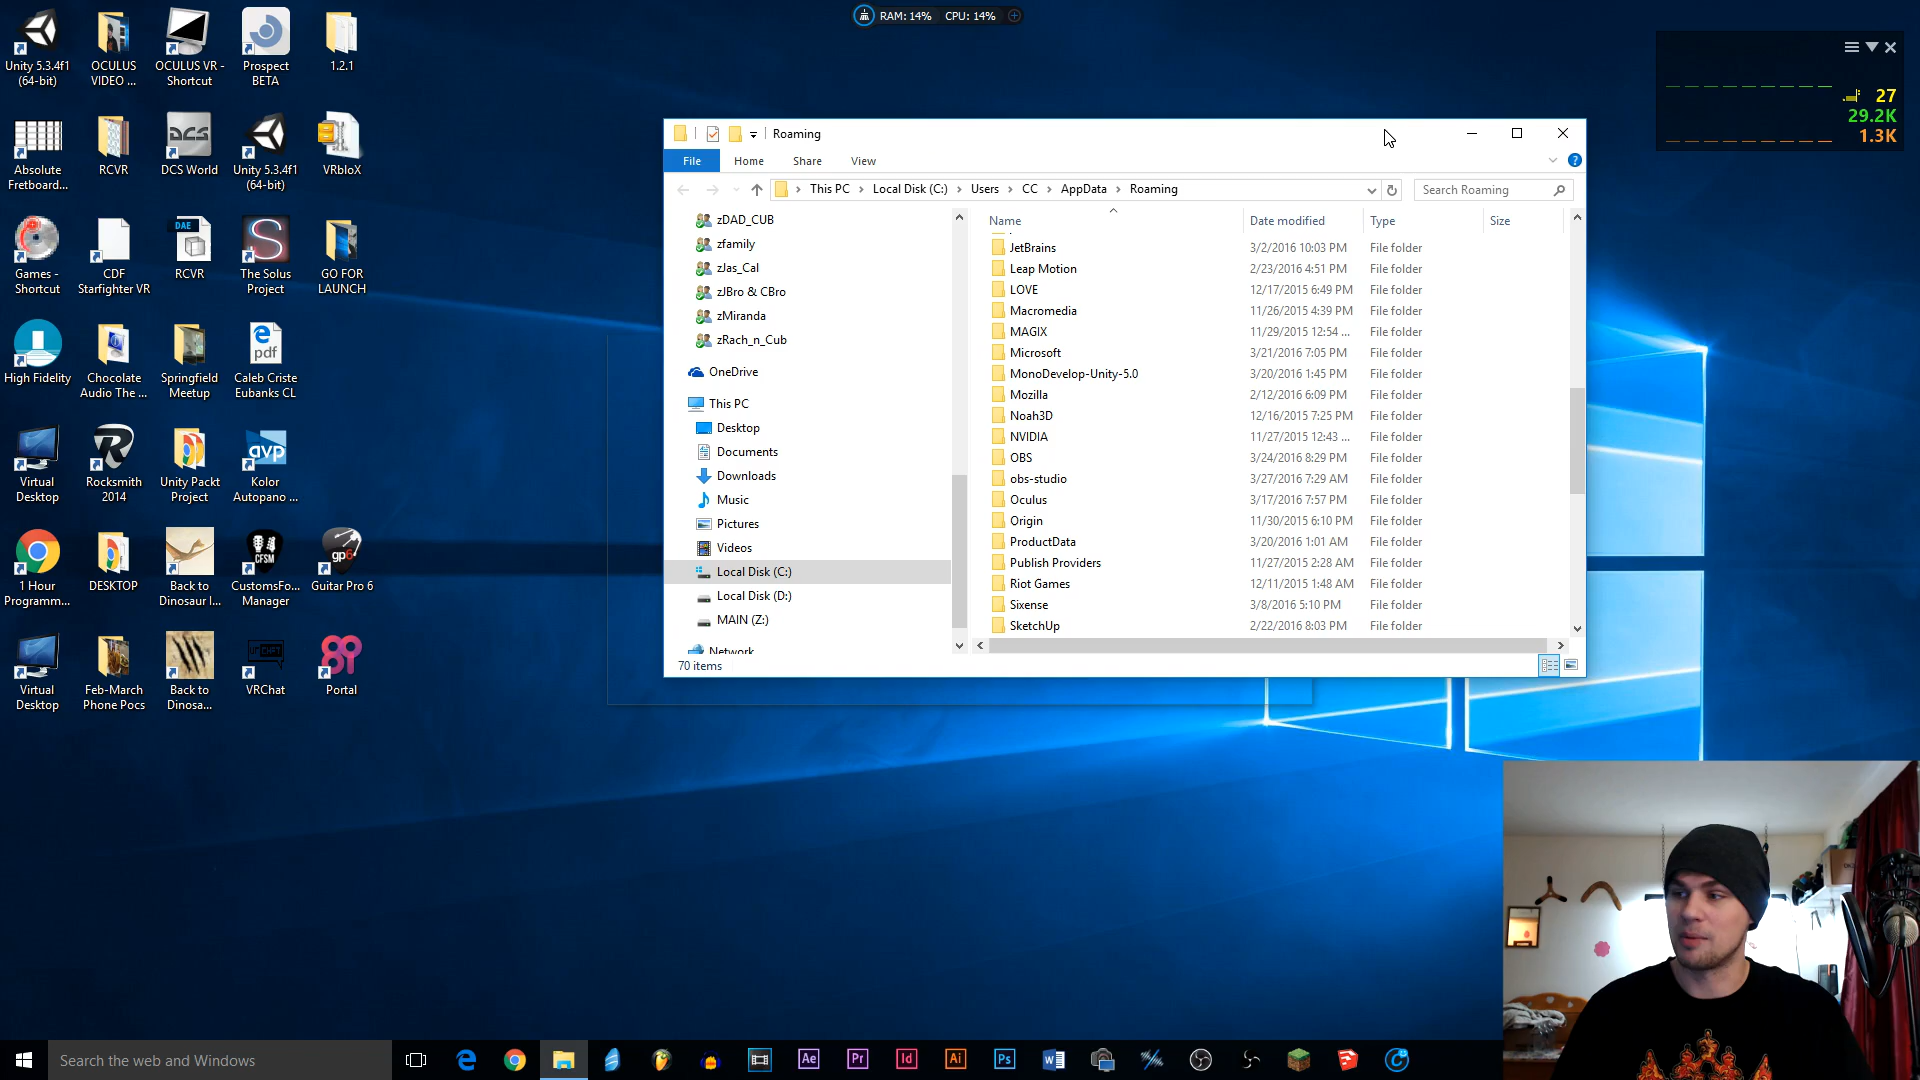 RAM: 14% CPU: 14%
27
29.2K
1.3K
Unity 5.3.4f1
(64-bit)
OCULUS
VIDEO ...
OCULUS VR -
Shortcut
Prospect
BETA
1.2.1
Absolute
Fretboard...
RCVR
DCS
DCS World
Unity 5.3.4f1
(64-bit)
VRbloX
Games -
Shortcut
CDF
Starfighter VR
DAE
RCVR
The Solus
Project
GO FOR
LAUNCH
High Fidelity
Chocolate
Audio The ...
Springfield
Meetup
pdf
Caleb Criste
Eubanks CL
Virtual
Desktop
Rocksmith
2014
Unity Packt
Project
avp
Kolor
Autopano ...
1 Hour
Programm...
DESKTOP
Back to
Dinosaur I...
CFSM
CustomsFo...
Manager
gp6
Guitar Pro 6
Virtual
Desktop
Feb-March
Phone Pocs
Back to
Dinosa...
VRCHAT
VRChat
Portal
Roaming
File Home Share View
This PC Local Disk (C:) Users CC AppData Roaming
Search Roaming
zDAD_CUB
zfamily
zJas_Cal
zJBro & CBro
zMiranda
zRach_n_Cub
OneDrive
This PC
Desktop
Documents
Downloads
Music
Pictures
Videos
Local Disk (C:)
Local Disk (D:)
MAIN (Z:)
Network
Name Date modified Type Size
JetBrains 3/2/2016 10:03 PM File folder
Leap Motion 2/23/2016 4:51 PM File folder
LOVE 12/17/2015 6:49 PM File folder
Macromedia 11/26/2015 4:39 PM File folder
MAGIX 11/29/2015 12:54 ... File folder
Microsoft 3/21/2016 7:05 PM File folder
MonoDevelop-Unity-5.0 3/20/2016 1:45 PM File folder
Mozilla 2/12/2016 6:09 PM File folder
Noah3D 12/16/2015 7:25 PM File folder
NVIDIA 11/27/2015 12:43 ... File folder
OBS 3/24/2016 8:29 PM File folder
obs-studio 3/27/2016 7:29 AM File folder
Oculus 3/17/2016 7:57 PM File folder
Origin 11/30/2015 6:10 PM File folder
ProductData 3/20/2016 1:01 AM File folder
Publish Providers 11/27/2015 2:28 AM File folder
Riot Games 12/11/2015 1:48 AM File folder
Sixense 3/8/2016 5:10 PM File folder
SketchUp 2/22/2016 8:03 PM File folder
70 items
Search the web and Windows
Ae Pr Id Ai Ps